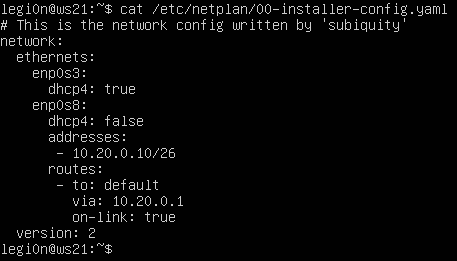 legi0n@ws21:~$ cat /etc/netplan/00-installer-config.yaml
# This is the network config written by 'subiquity'
network:
  ethernets:
    enp0s3:
      dhcp4: true
    enp0s8:
      dhcp4: false
      addresses:
       - 10.20.0.10/26
      routes:
       - to: default
         via: 10.20.0.1
         on-link: true
  version: 2
legi0n@ws21:~$